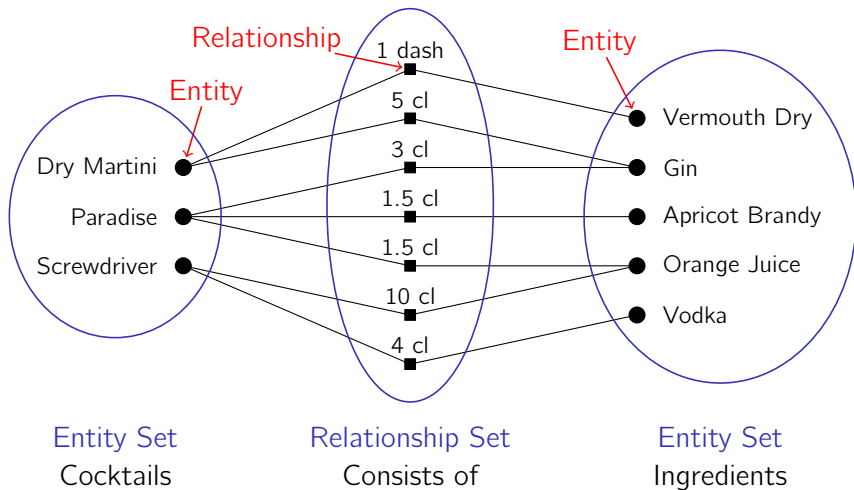 Relationship
1 dash
Entity
Entity
5 cl
Vermouth Dry
3 cl
Dry Martini
Gin
1.5 cl
Paradise
Apricot Brandy
1.5 cl
Screwdriver
Orange Juice
10 cl
Vodka
4 cl
Entity Set
Relationship Set
Entity Set
Cocktails
Consists of
Ingredients